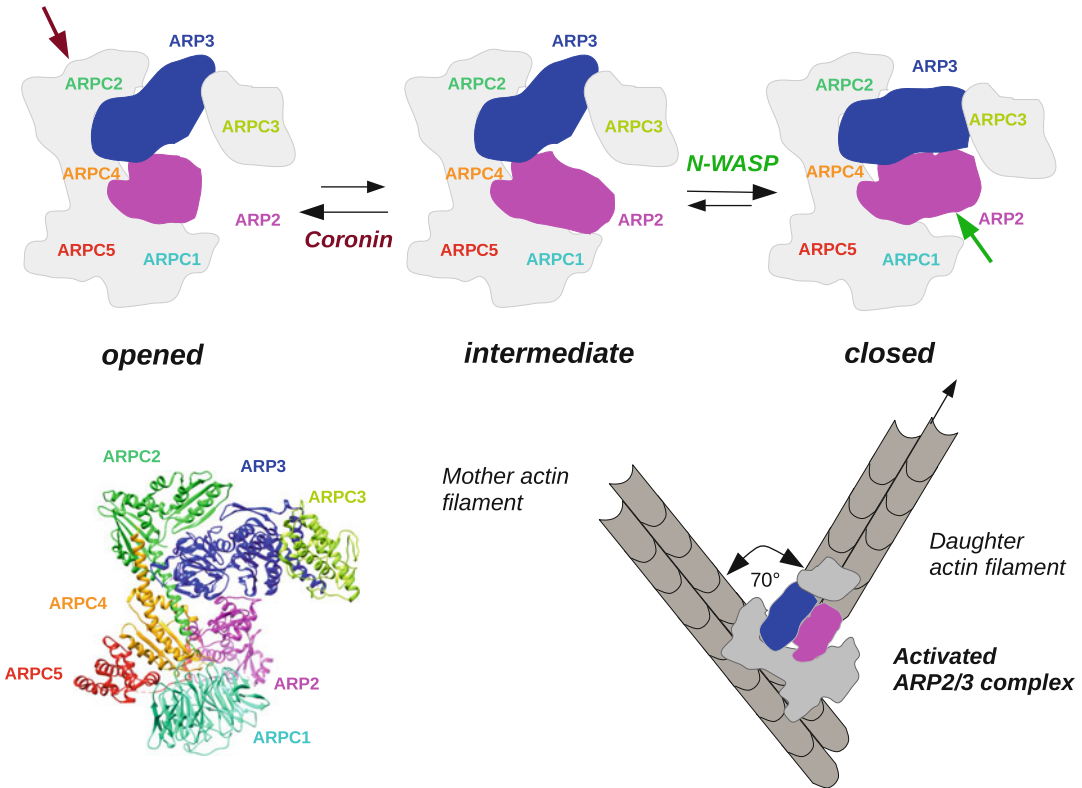 ARP3
ARPC2
ARPC3
ARPC4
ARP2
ARPC5
ARPC1
opened
Coronin
ARP3
ARPC2
ARPC3
ARPC4
ARP2
ARPC5
ARPC1
intermediate
N-WASP
ARP3
ARPC2
ARPC3
ARPC4
ARP2
ARPC5
ARPC1
closed
ARPC2
ARP3
ARPC3
ARPC4
ARPC5
ARP2
ARPC1
Mother actin
filament
70°
Daughter
actin filament
Activated
ARP2/3 complex